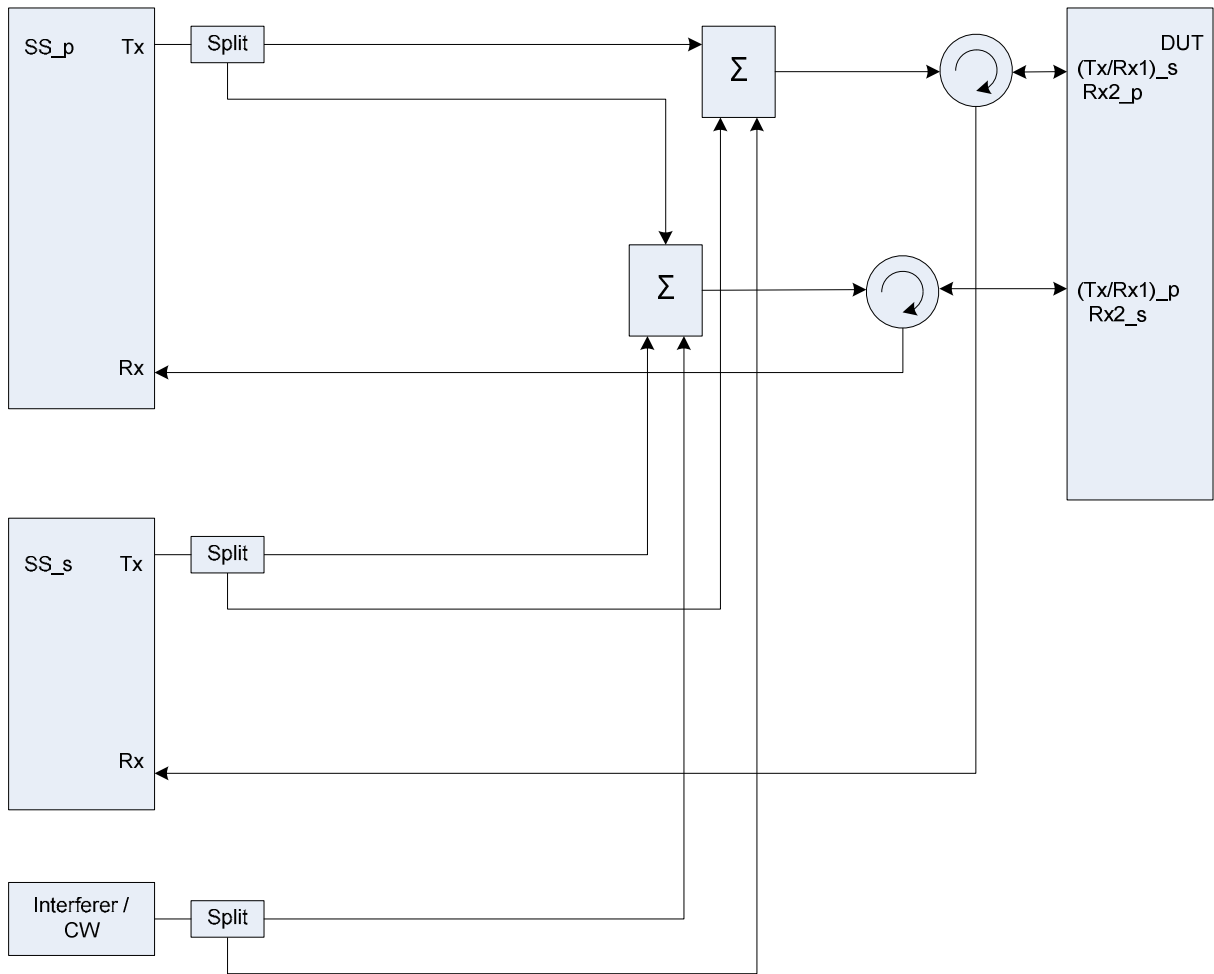 SS_p
Tx
Split
Σ
DUT
(Tx/Rx1)_s
Rx2_p
Σ
(Tx/Rx1)_p
Rx2_s
Rx
SS_s
Tx
Split
Rx
Interferer /
CW
Split